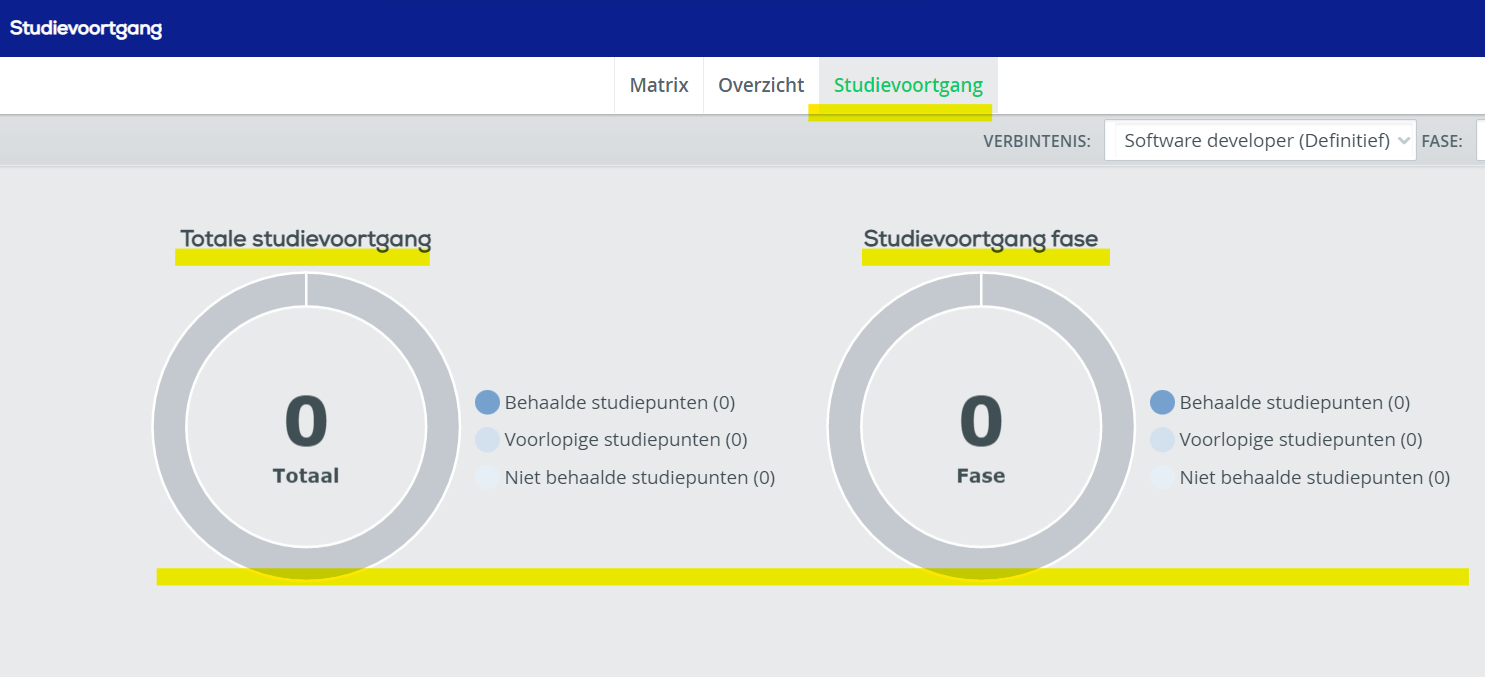 Studievoortgang
Matrix Overzicht Studievoortgang
VERBINTENIS: Software developer (Definitief) FASE:
Totale studievoortgang
0
Totaal
Behaalde studiepunten (0)
Voorlopige studiepunten (0)
Niet behaalde studiepunten (0)
Studievoortgang fase
0
Fase
Behaalde studiepunten (0)
Voorlopige studiepunten (0)
Niet behaalde studiepunten (0)